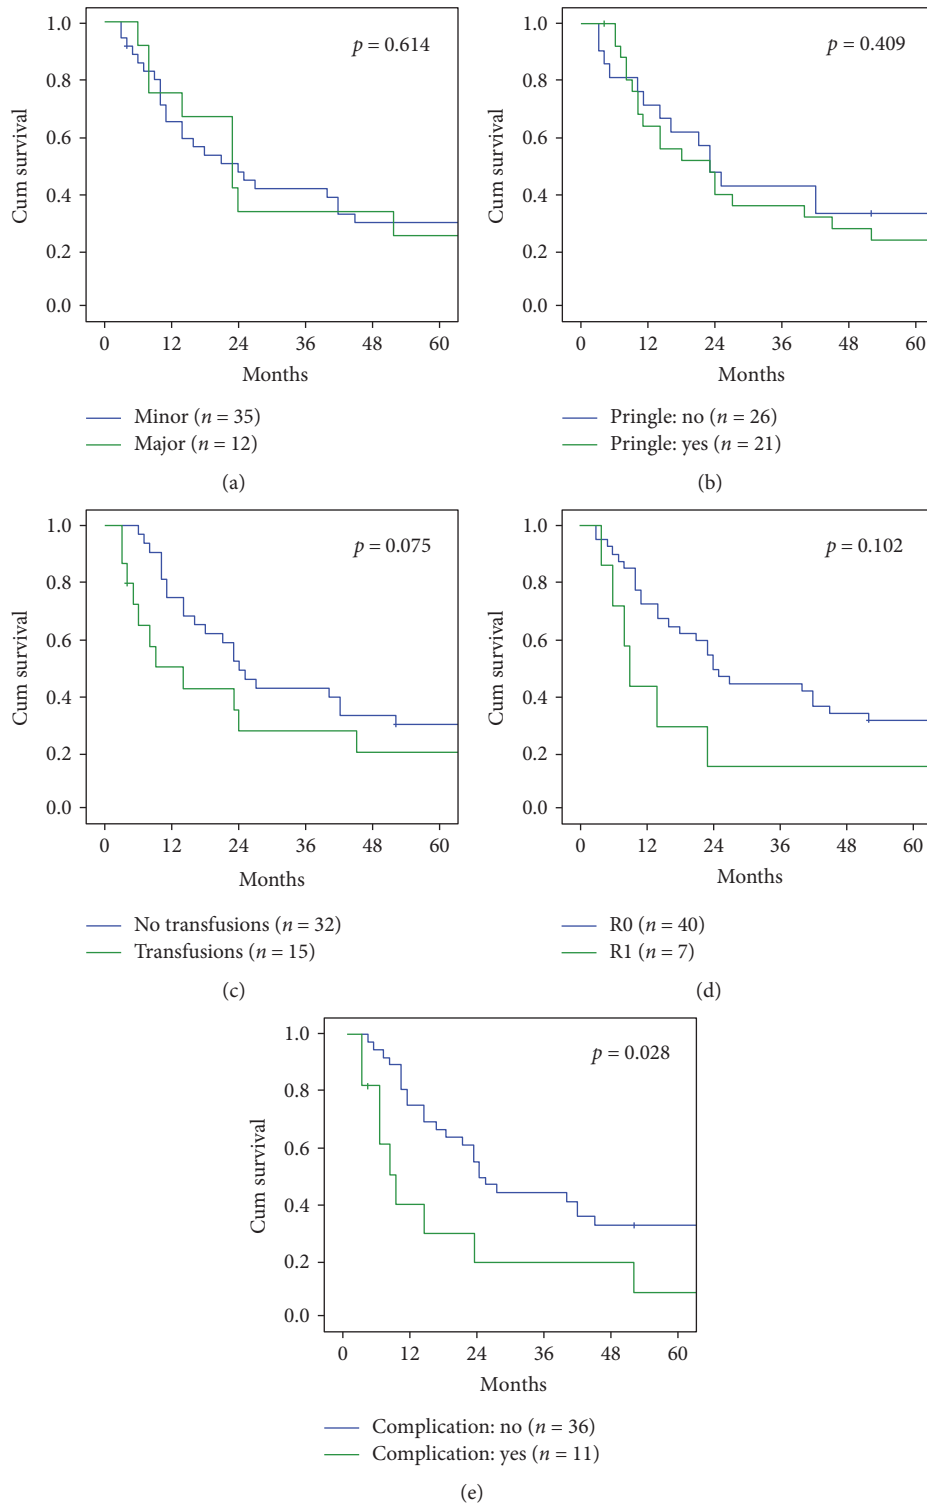 1.0
0.8
0.6
0.4
0.2
0.0
Cum survival
p = 0.614
0 12 24 36 48 60
Months
Minor (n = 35)
Major (n = 12)
(a)
1.0
0.8
0.6
0.4
0.2
0.0
Cum survival
p = 0.409
0 12 24 36 48 60
Months
Pringle: no (n = 26)
Pringle: yes (n = 21)
(b)
1.0
0.8
0.6
0.4
0.2
0.0
Cum survival
p = 0.075
0 12 24 36 48 60
Months
No transfusions (n = 32)
Transfusions (n = 15)
(c)
1.0
0.8
0.6
0.4
0.2
0.0
Cum survival
p = 0.102
0 12 24 36 48 60
Months
R0 (n = 40)
R1 (n = 7)
(d)
1.0
0.8
0.6
0.4
0.2
0.0
Cum survival
p = 0.028
0 12 24 36 48 60
Months
Complication: no (n = 36)
Complication: yes (n = 11)
(e)